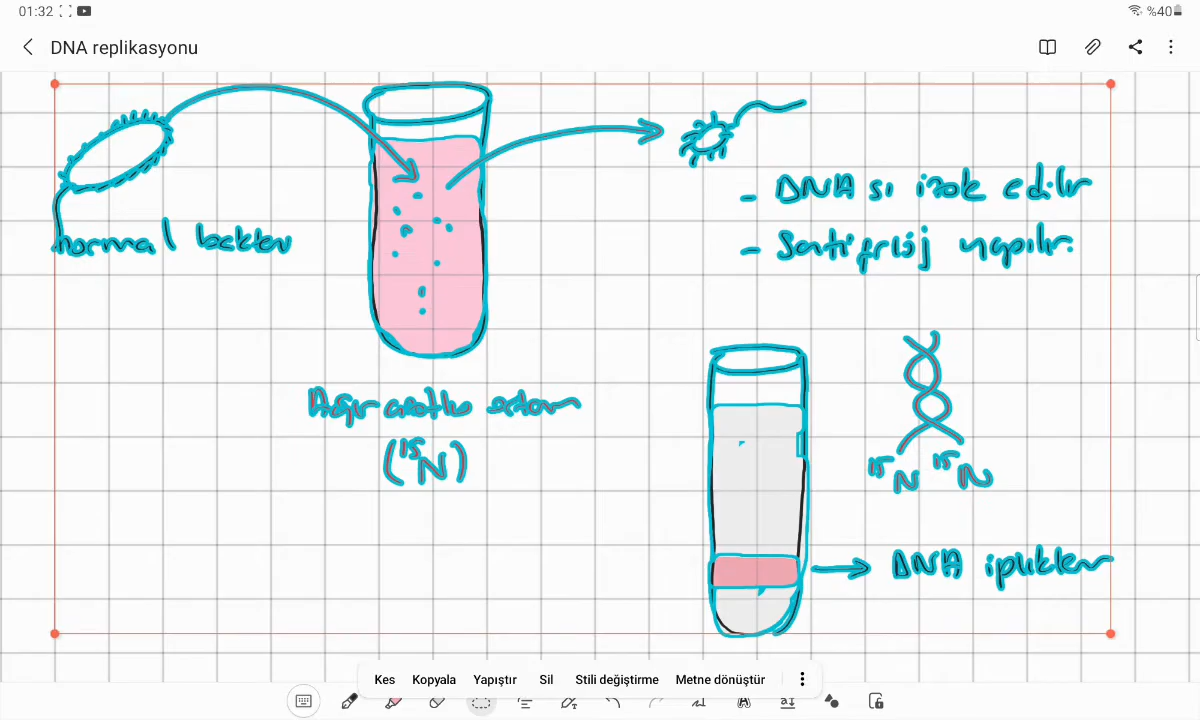 01:32
%40
DNA replikasyonu
normal bakteri
- DNA sı izole edilir
- Santrifrüj yapılır.
Ağır azotlu ortam
(¹⁵N)
¹⁵N ¹⁵N
DNA iplikleri
Kes Kopyala Yapıştır Sil Stili değiştirme Metne dönüştür